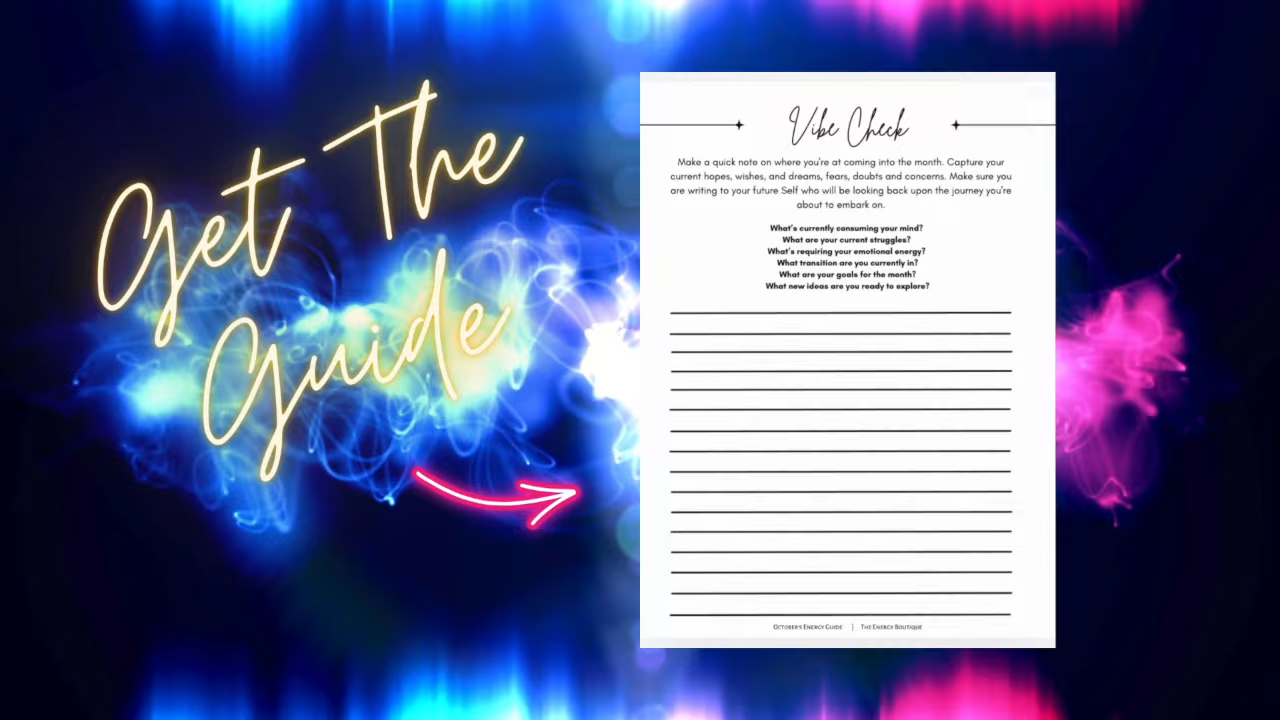 Get The
Guide
Vibe Check
Make a quick note on where you're at coming into the month. Capture your
current hopes, wishes, and dreams, fears, doubts and concerns. Make sure you
are writing to your future Self who will be looking back upon the journey you're
about to embark on.
What's currently consuming your mind?
What are your current struggles?
What's requiring your emotional energy?
What transition are you currently in?
What are your goals for the month?
What new ideas are you ready to explore?
October's Energy Guide | The Energy Boutique